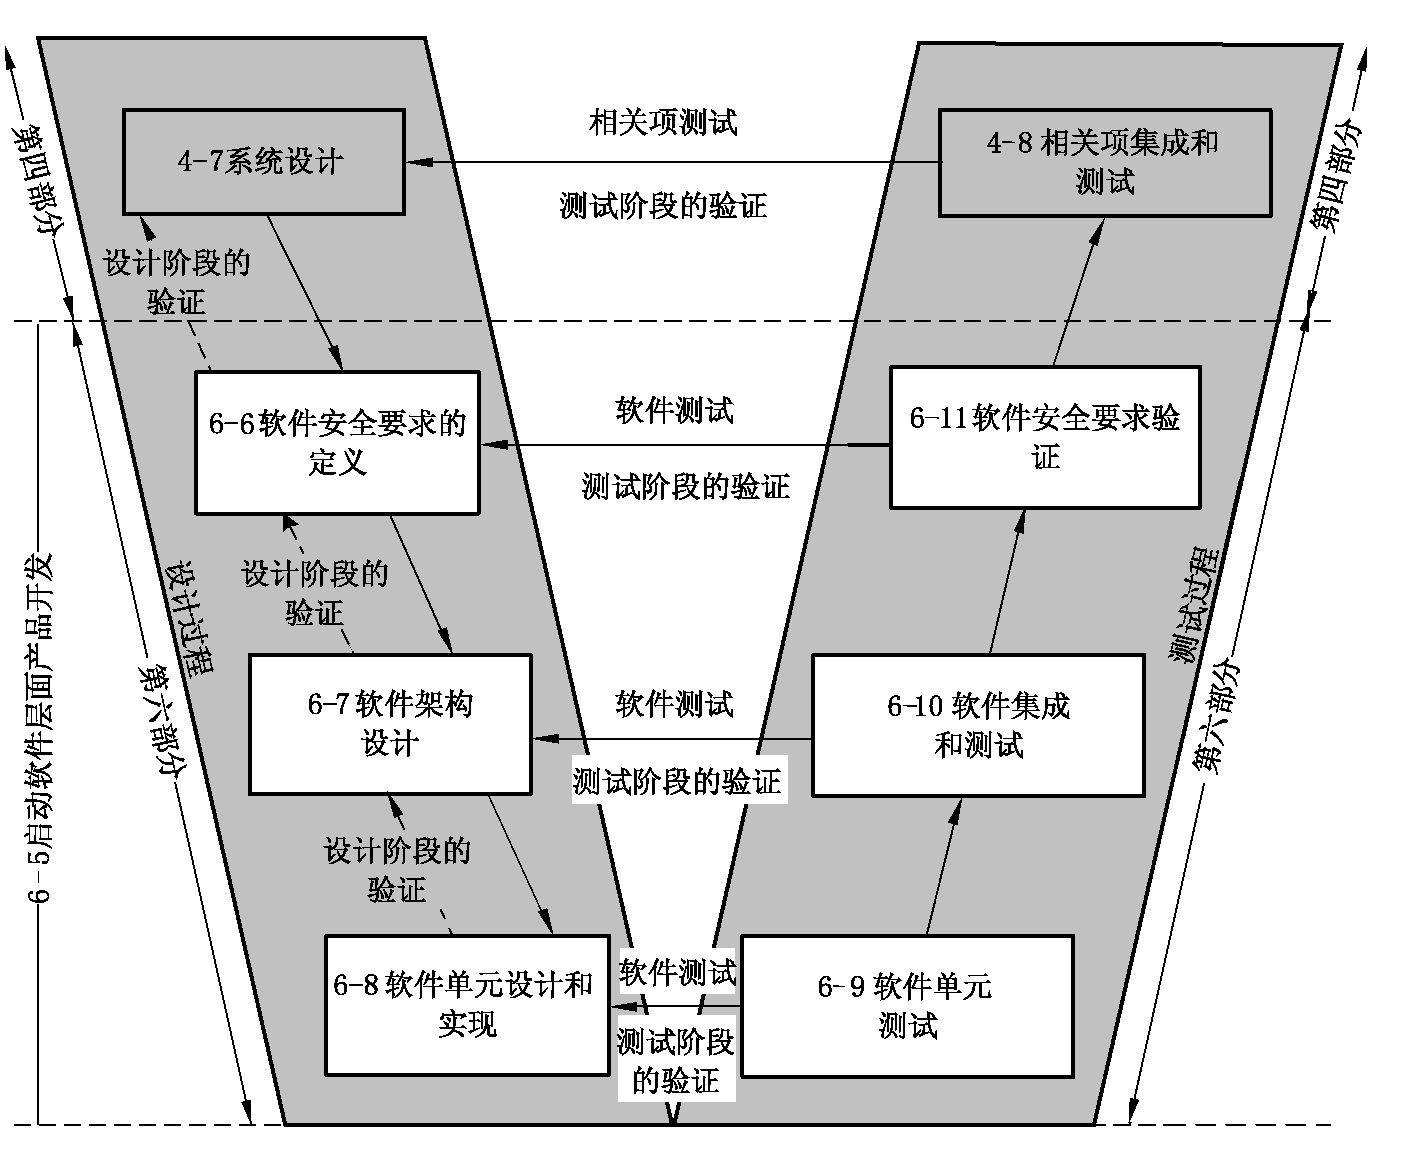 相关项测试
4-7系统设计
4-8相关项集成和
测试
第四部分
第四部分
测试阶段的验证
设计阶段的
验证
软件测试
6-6软件安全要求的
定义
6-11软件安全要求验
证
测试阶段的验证
设计阶段的
验证
设计过程
测试过程
6-5启动软件层面产品开发
第六部分
第六部分
软件测试
6-7软件架构
设计
6-10软件集成
和测试
测试阶段的验证
设计阶段的
验证
软件测试
6-8软件单元设计和
实现
6-9软件单元
测试
测试阶段
的验证